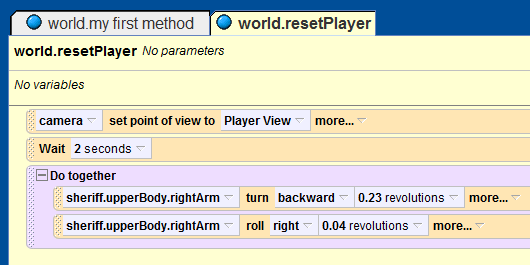 world.my first method world.resetPlayer
world.resetPlayer No parameters
No variables
camera set point of view to Player View more...
Wait 2 seconds
Do together
sheriff.upperBody.rightArm turn backward 0.23 revolutions more...
sheriff.upperBody.rightArm roll right 0.04 revolutions more...